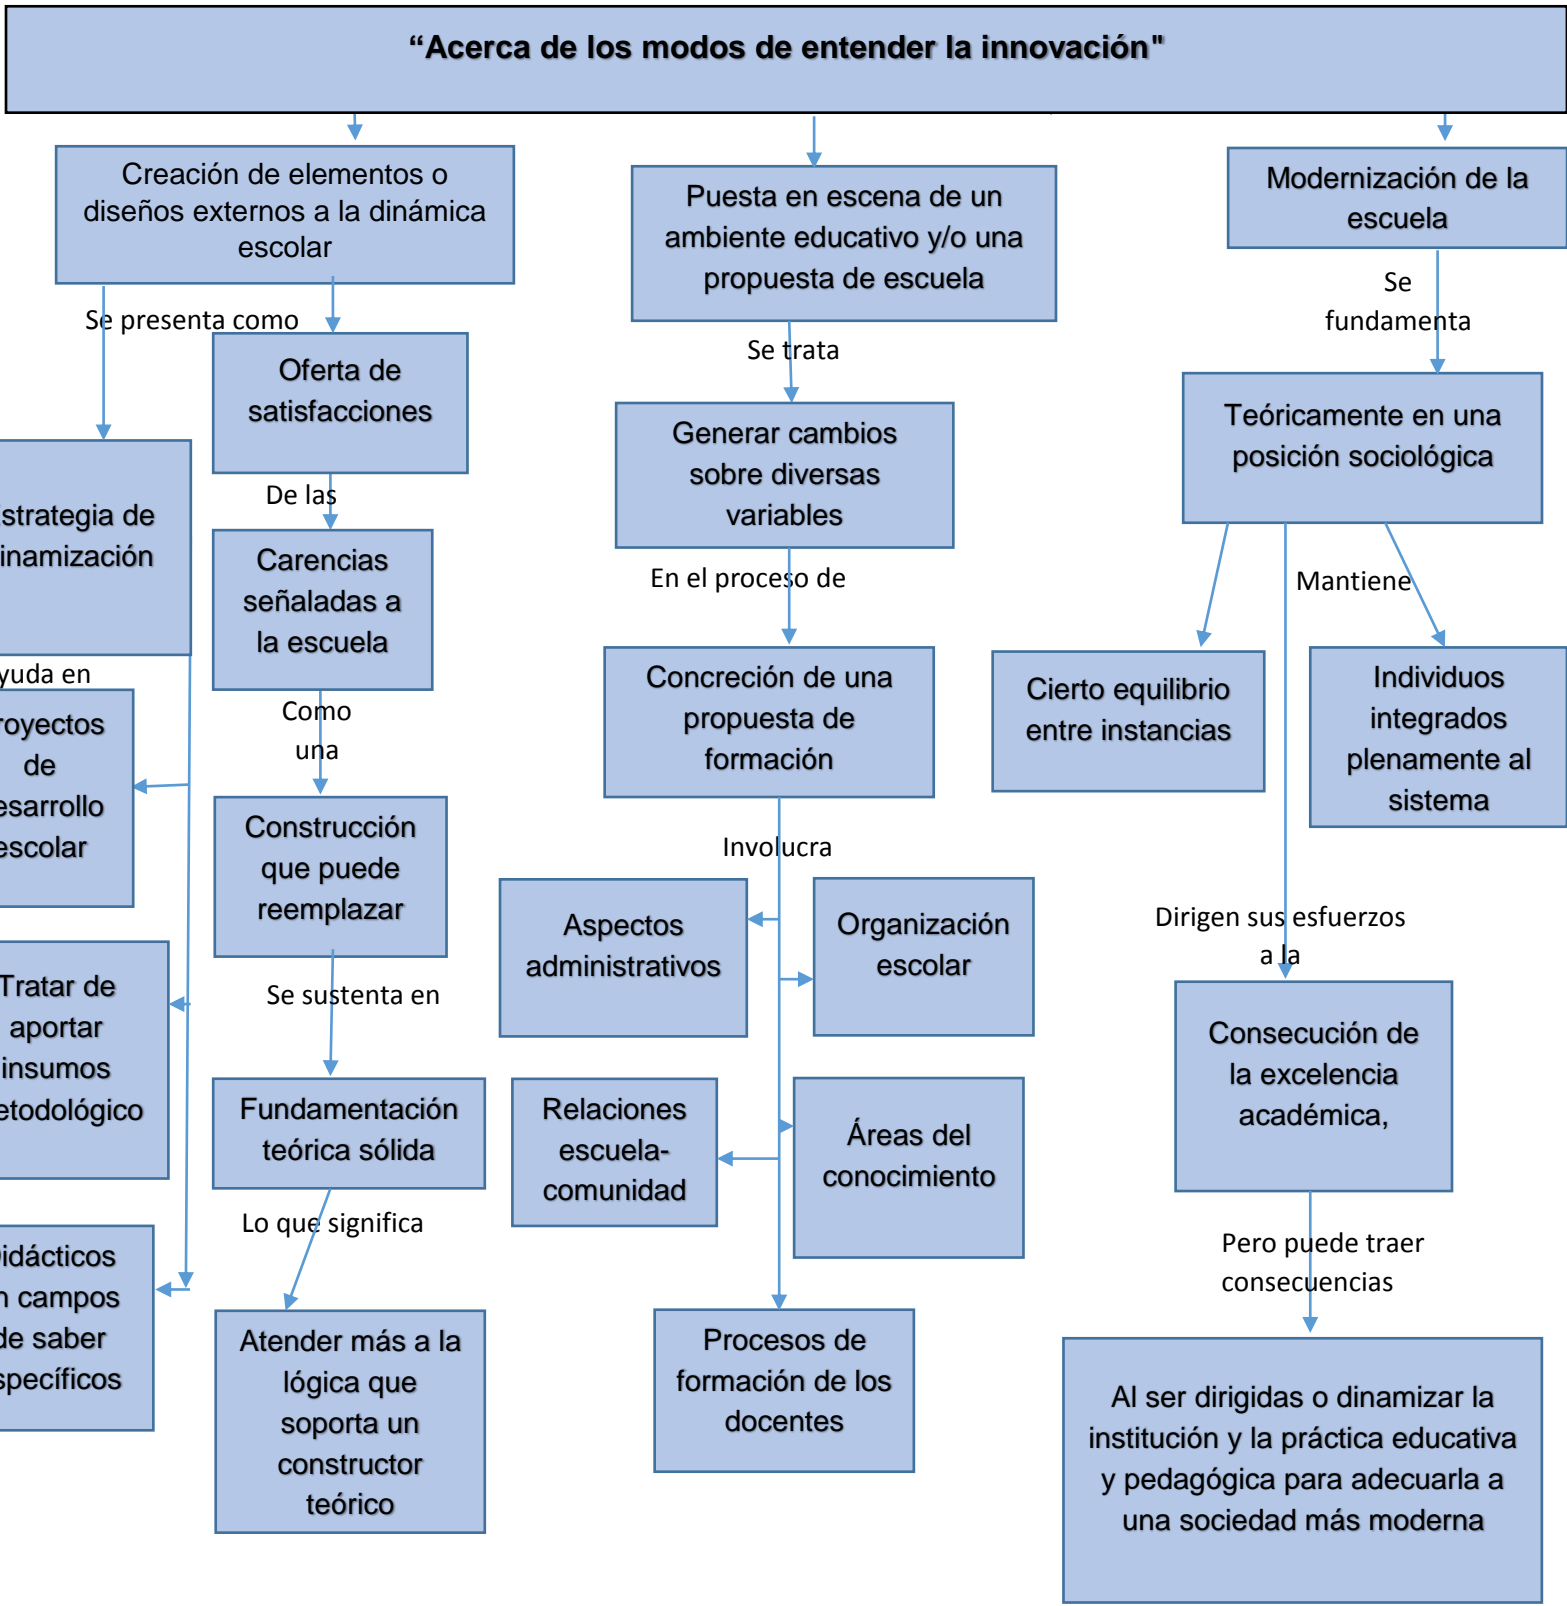 “Acerca de los modos de entender la innovación"
Creación de elementos o
diseños externos a la dinámica
escolar
Se presenta como
Oferta de
satisfacciones
De las
Carencias
señaladas a
la escuela
Como
una
Construcción
que puede
reemplazar
Se sustenta en
Fundamentación
teórica sólida
Lo que significa
Atender más a la
lógica que
soporta un
constructor
teórico
strategia de
inamización
yuda en
royectos
de
esarrollo
escolar
Tratar de
aportar
insumos
etodológico
idácticos
n campos
de saber
specíficos
Puesta en escena de un
ambiente educativo y/o una
propuesta de escuela
Se trata
Generar cambios
sobre diversas
variables
En el proceso de
Concreción de una
propuesta de
formación
Involucra
Aspectos
administrativos
Organización
escolar
Relaciones
escuela-
comunidad
Áreas del
conocimiento
Procesos de
formación de los
docentes
Modernización de la
escuela
Se
fundamenta
Teóricamente en una
posición sociológica
Mantiene
Cierto equilibrio
entre instancias
Individuos
integrados
plenamente al
sistema
Dirigen sus esfuerzos
a la
Consecución de
la excelencia
académica,
Pero puede traer
consecuencias
Al ser dirigidas o dinamizar la
institución y la práctica educativa
y pedagógica para adecuarla a
una sociedad más moderna